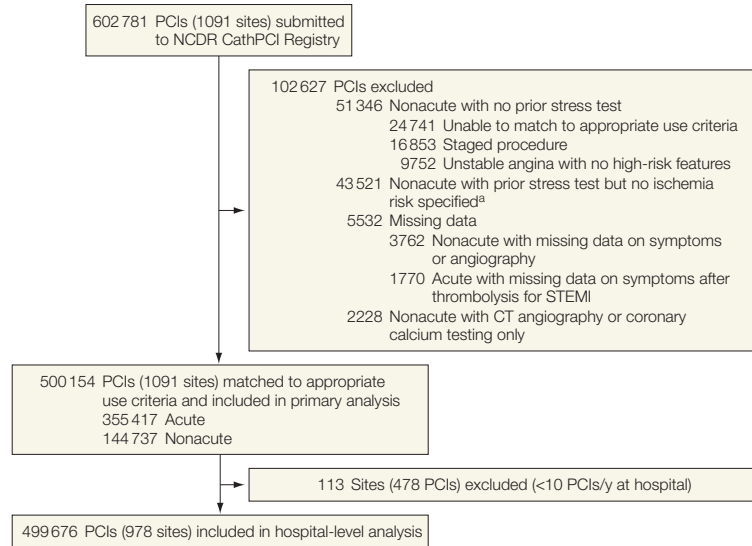 602 781 PCIs (1091 sites) submitted
to NCDR CathPCI Registry
102 627 PCIs excluded
51 346 Nonacute with no prior stress test
24 741 Unable to match to appropriate use criteria
16 853 Staged procedure
9752 Unstable angina with no high-risk features
43 521 Nonacute with prior stress test but no ischemia
risk specifiedᵃ
5532 Missing data
3762 Nonacute with missing data on symptoms
or angiography
1770 Acute with missing data on symptoms after
thrombolysis for STEMI
2228 Nonacute with CT angiography or coronary
calcium testing only
500 154 PCIs (1091 sites) matched to appropriate
use criteria and included in primary analysis
355 417 Acute
144 737 Nonacute
113 Sites (478 PCIs) excluded (<10 PCIs/y at hospital)
499 676 PCIs (978 sites) included in hospital-level analysis